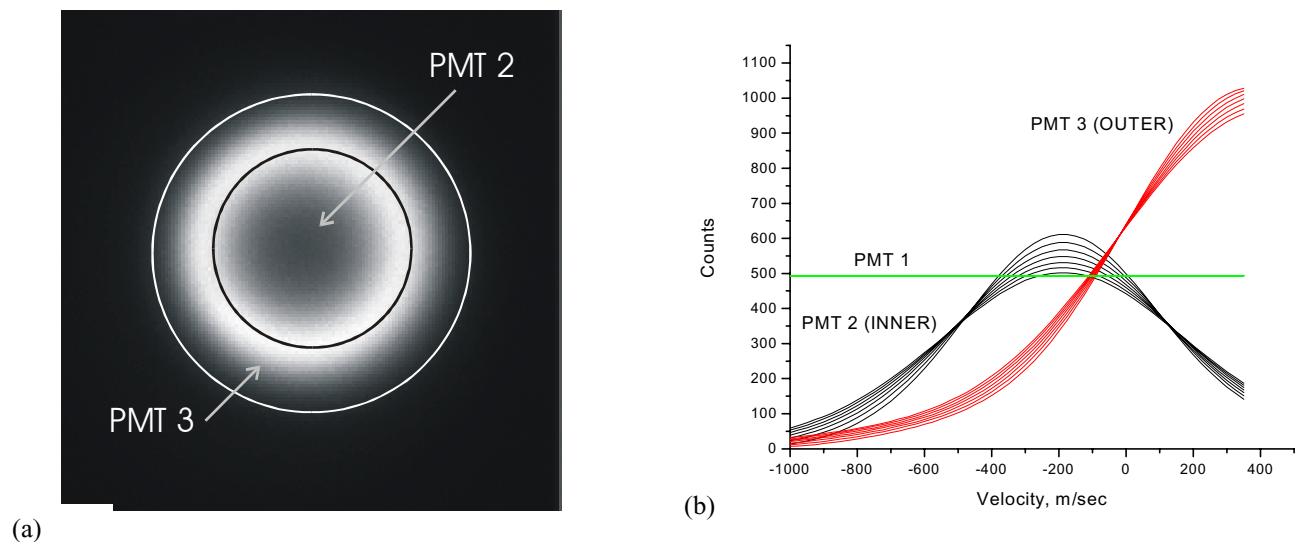 PMT 2
PMT 3
(a)
1100
1000
900
800
700
600
500
400
300
200
100
0
Counts
PMT 3 (OUTER)
PMT 1
PMT 2 (INNER)
-1000 -800 -600 -400 -200 0 200 400
Velocity, m/sec
(b)